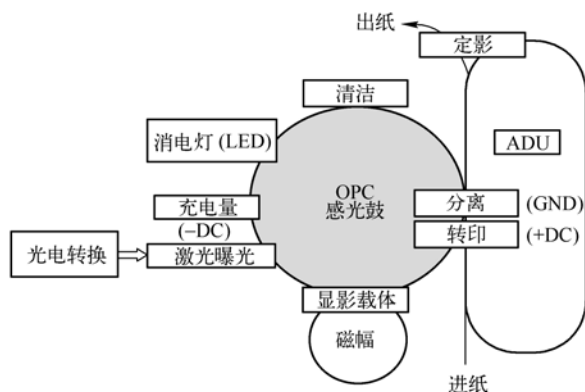 出纸
定影
清洁
消电灯 (LED)
ADU
OPC
感光鼓
充电量
(−DC)
分离
(GND)
转印
(+DC)
光电转换
激光曝光
显影载体
磁幅
进纸